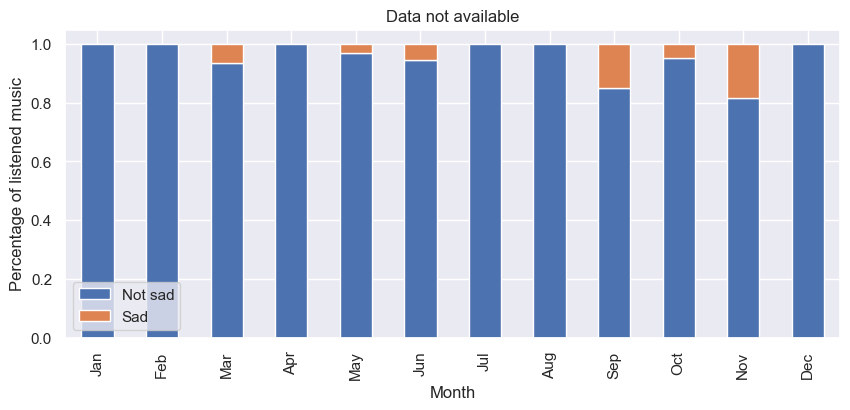 Data not available
Percentage of listened music
1.0
0.8
0.6
0.4
0.2
0.0
Not sad
Sad
Jan
Feb
Mar
Apr
May
Jun
Jul
Aug
Sep
Oct
Nov
Dec
Month